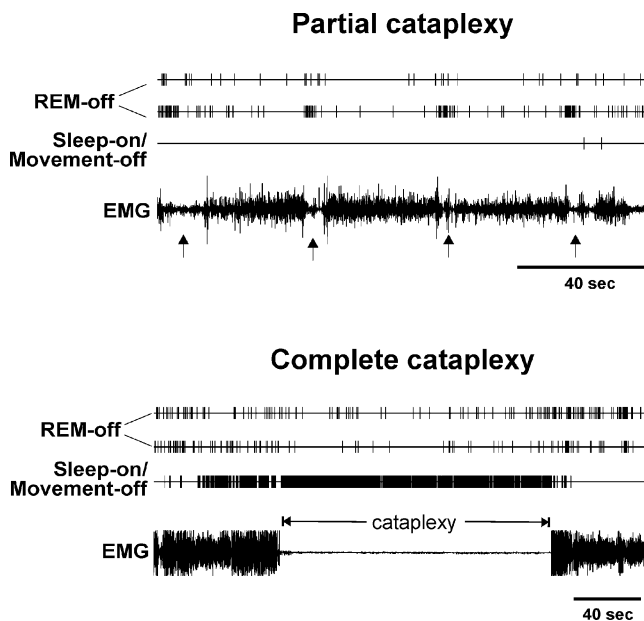 Partial cataplexy
REM-off
Sleep-on/
Movement-off
EMG
40 sec
Complete cataplexy
REM-off
Sleep-on/
Movement-off
cataplexy
EMG
40 sec